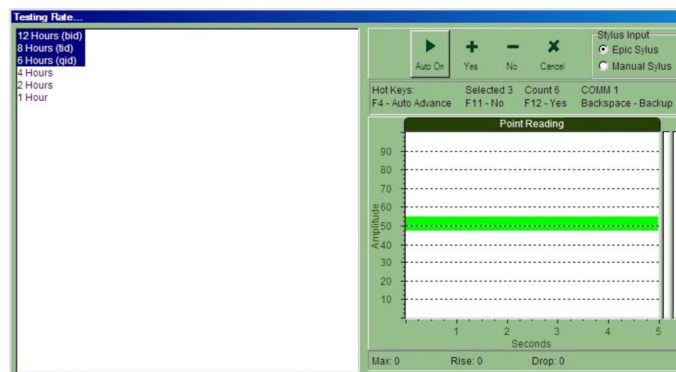 Testing Rate...
12 Hours (bid)
8 Hours (tid)
6 Hours (qid)
4 Hours
2 Hours
1 Hour
Auto On
Yes
No
Cancel
Stylus Input
Epic Sylus
Manual Sylus
Hot Keys: Selected 3 Count 6 COMM 1
F4 - Auto Advance F11 - No F12 - Yes Backspace - Backup
Point Reading
Amplitude
90
80
70
60
50
40
30
20
10
1 2 3 4 5
Seconds
Max: 0 Rise: 0 Drop: 0